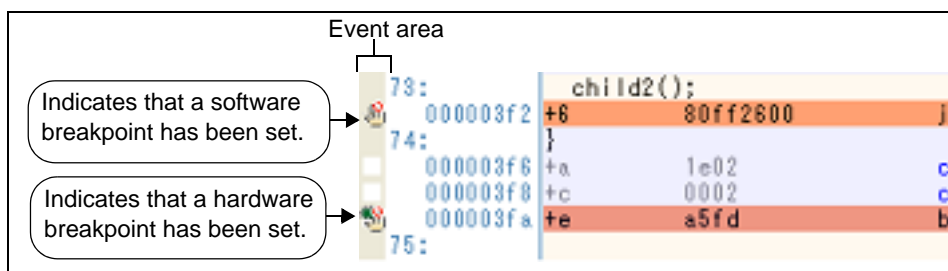 Event area
Indicates that a software
breakpoint has been set.
Indicates that a hardware
breakpoint has been set.
73: child2();
000003f2 +6 80ff2600 j
74: }
000003f6 +a 1e02 c
000003f8 +c 0002 c
000003fa +e a5fd b
75: